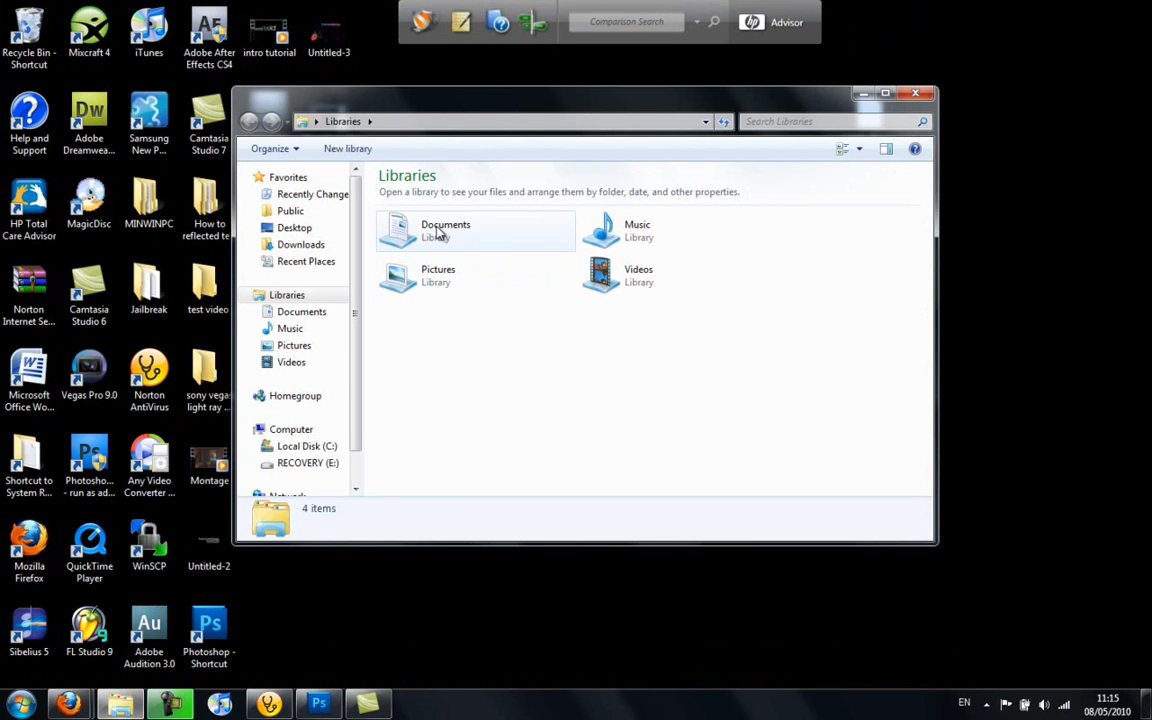 Comparison Search
Advisor
Recycle Bin -
Shortcut
Mixcraft 4
iTunes
Adobe After
Effects CS4
intro tutorial
Untitled-3
Help and
Support
Adobe
Dreamwea...
Samsung
New P...
Camtasia
Studio 7
HP Total
Care Advisor
MagicDisc
MINWINPC
How to
reflected te
Norton
Internet Se...
Camtasia
Studio 6
Jailbreak
test video
Microsoft
Office Wo...
Vegas Pro 9.0
Norton
AntiVirus
sony vega
light ray ..
Shortcut to
System R...
Photosho...
- run as ad...
Any Video
Converter ...
Montage
Mozilla
Firefox
QuickTime
Player
WinSCP
Untitled-2
Sibelius 5
FL Studio 9
Adobe
Audition 3.0
Photoshop -
Shortcut
Libraries
Search Libraries
Organize
New library
Favorites
Recently Change
Public
Desktop
Downloads
Recent Places
Libraries
Documents
Music
Pictures
Videos
Homegroup
Computer
Local Disk (C:)
RECOVERY (E:)
Libraries
Open a library to see your files and arrange them by folder, date, and other properties.
Documents
Library
Music
Library
Pictures
Library
Videos
Library
4 items
EN
11:15
08/05/2010